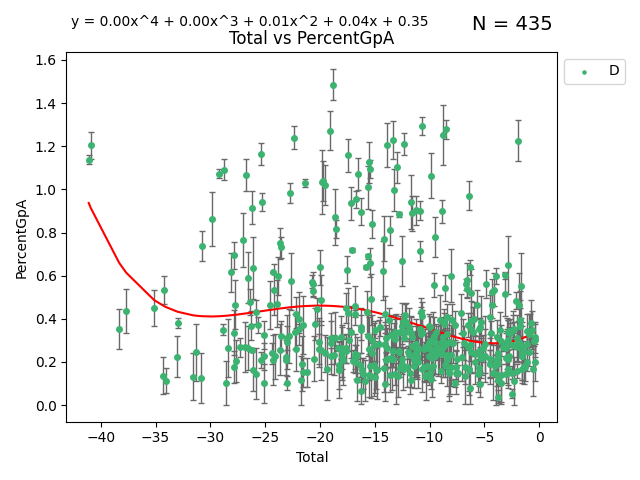 y = 0.00x^4 + 0.00x^3 + 0.01x^2 + 0.04x + 0.35
N = 435
Total vs PercentGpA
D
PercentGpA
1.6
1.4
1.2
1.0
0.8
0.6
0.4
0.2
0.0
−40 −35 −30 −25 −20 −15 −10 −5 0
Total